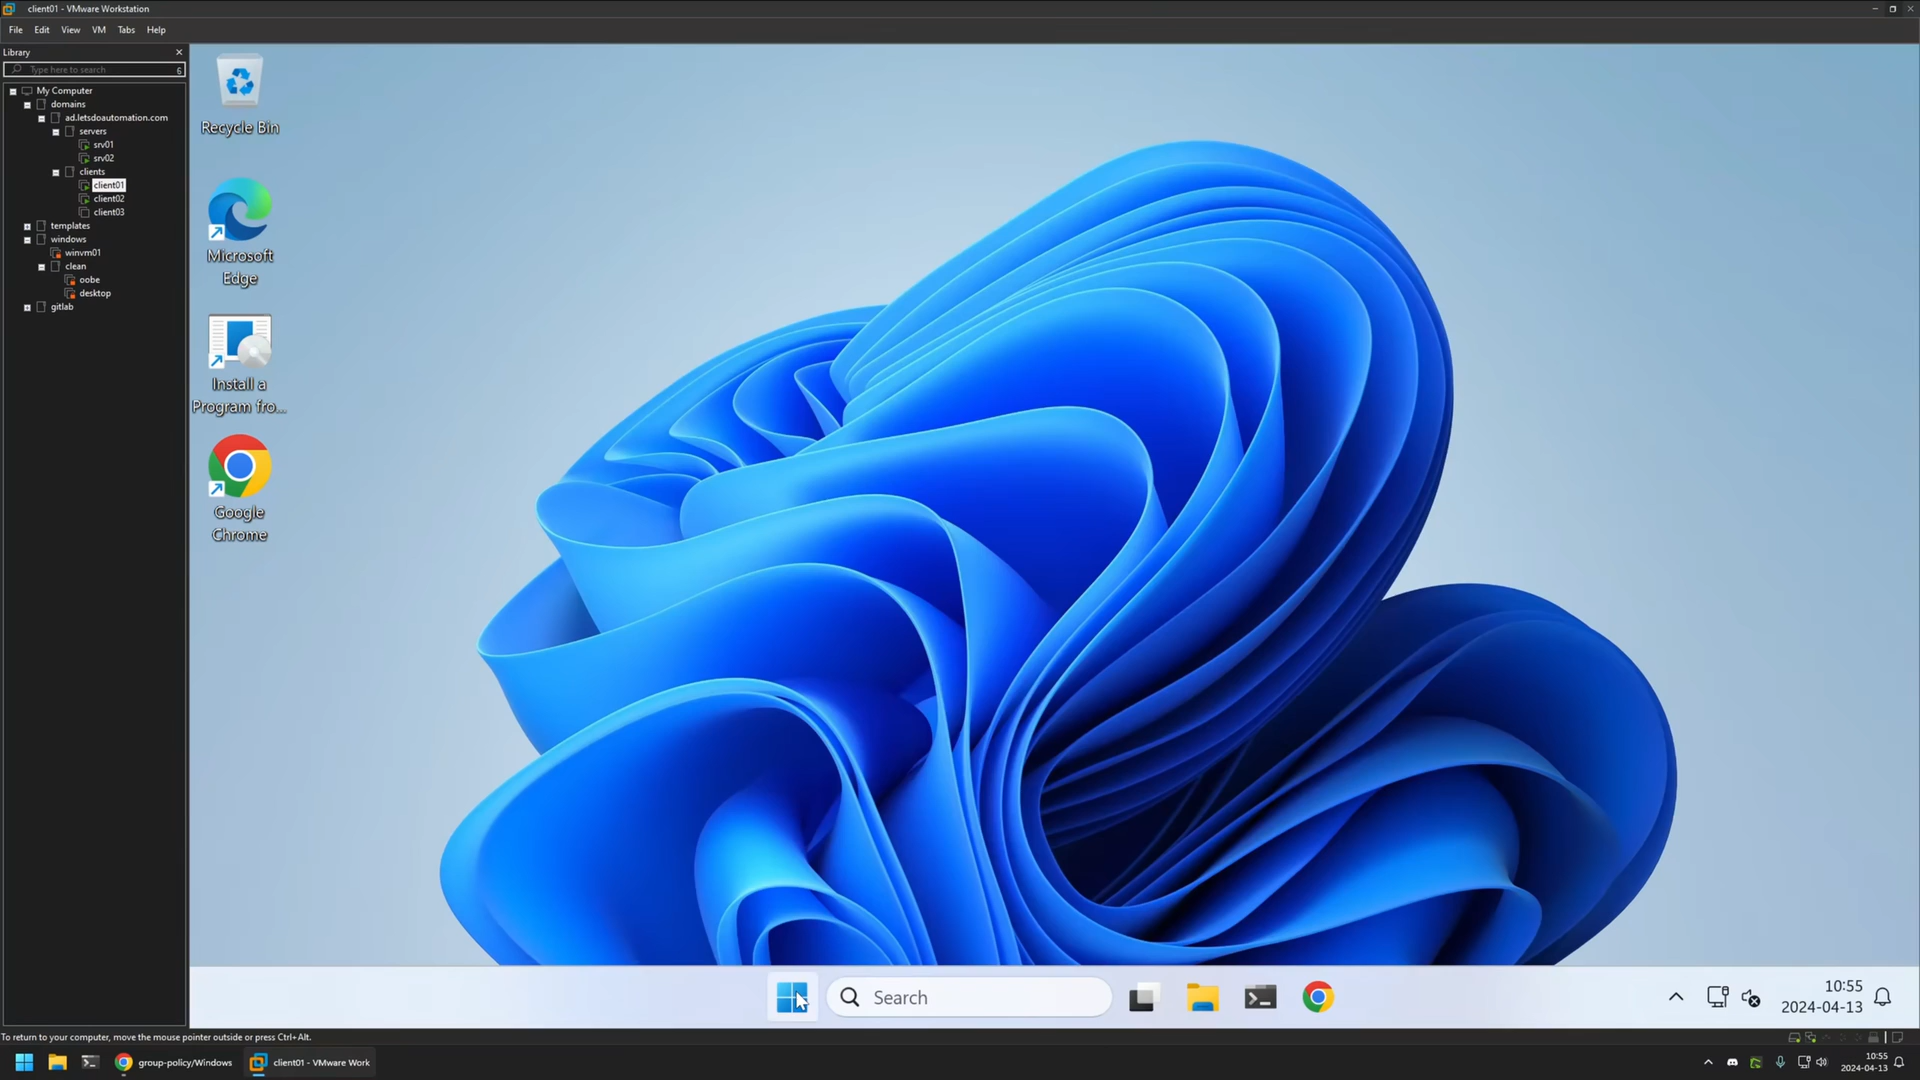 client01 - VMware Workstation
File Edit View VM Tabs Help
Library
Type here to search
My Computer
domains
ad.letsdoautomation.com
servers
srv01
srv02
clients
client01
client02
client03
templates
windows
winvm01
clean
oobe
desktop
gitlab
Recycle Bin
Microsoft
Edge
Install a
Program fro...
Google
Chrome
Search
10:55
2024-04-13
To return to your computer, move the mouse pointer outside or press Ctrl+Alt.
group-policy/Windows
client01 - VMware Work
10:55
2024-04-13